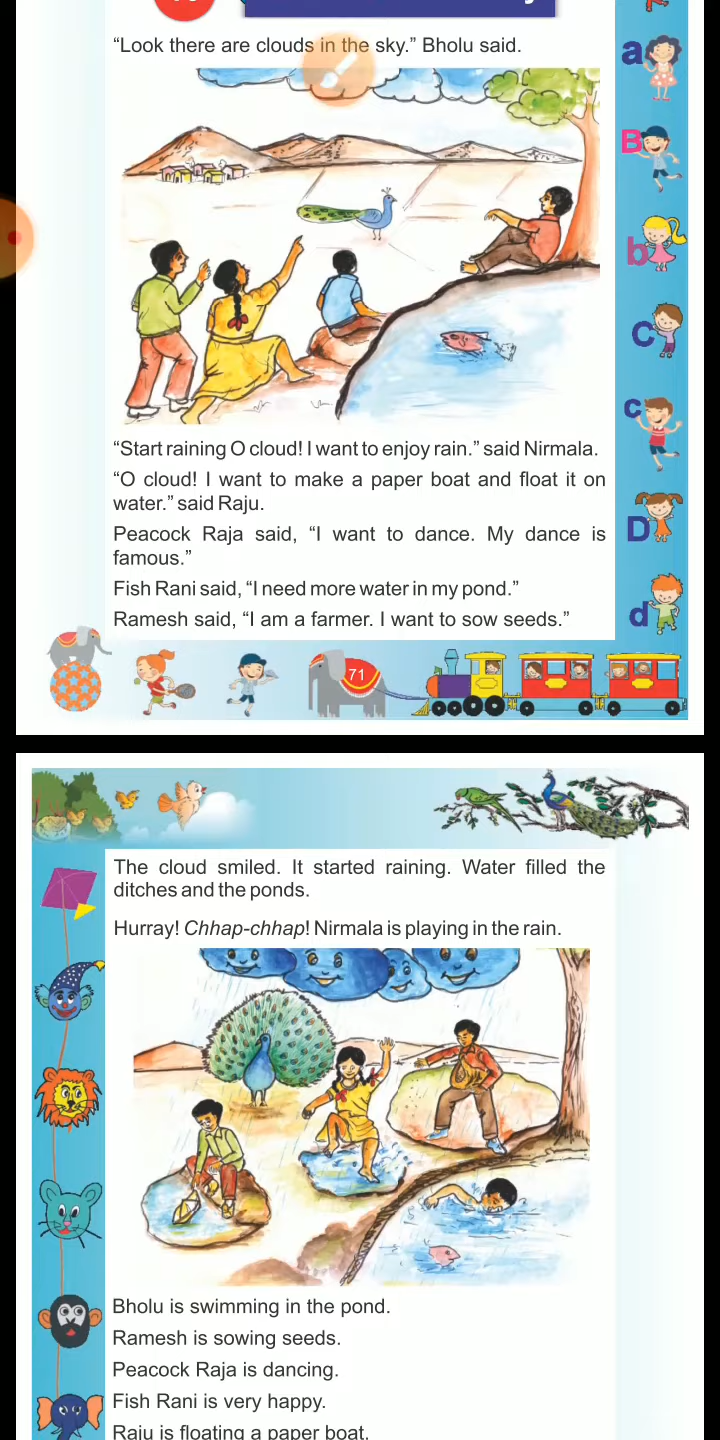 “Look there are clouds in the sky.” Bholu said.
a
B
b
C
c
D
d
“Start raining O cloud! I want to enjoy rain.” said Nirmala.
“O cloud! I want to make a paper boat and float it on
water.” said Raju.
Peacock Raja said, “I want to dance. My dance is
famous.”
Fish Rani said, “I need more water in my pond.”
Ramesh said, “I am a farmer. I want to sow seeds.”
71
The cloud smiled. It started raining. Water filled the
ditches and the ponds.
Hurray! Chhap-chhap! Nirmala is playing in the rain.
Bholu is swimming in the pond.
Ramesh is sowing seeds.
Peacock Raja is dancing.
Fish Rani is very happy.
Raju is floating a paper boat.